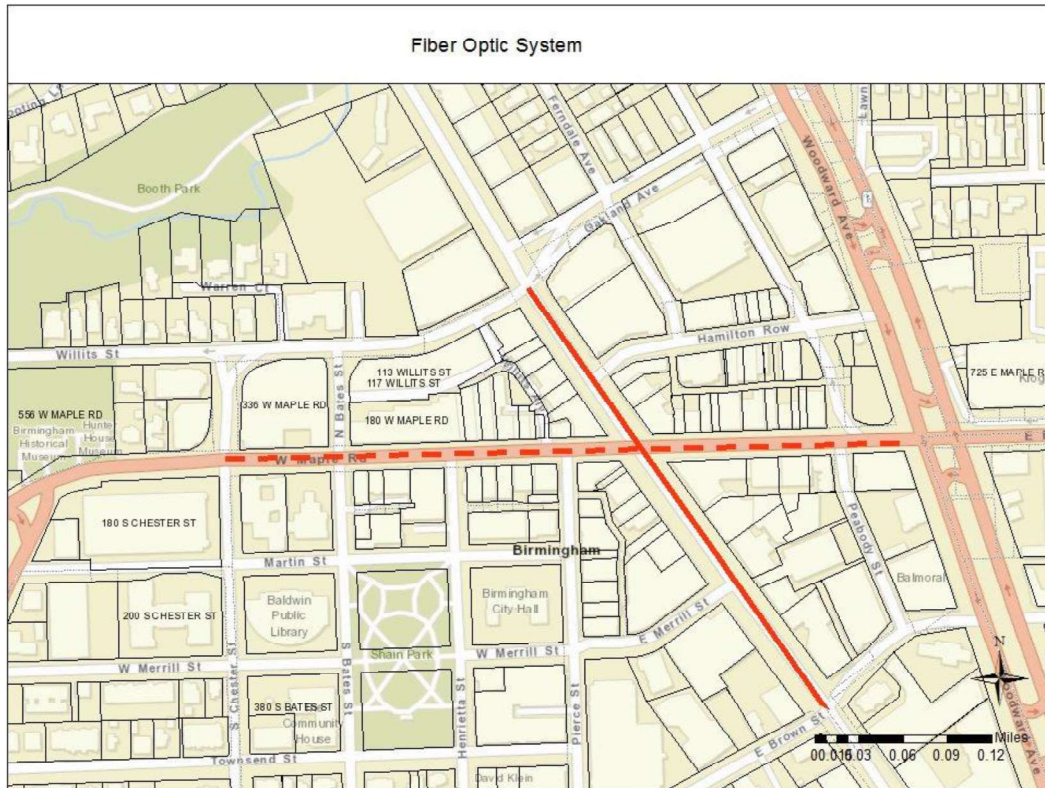 Fiber Optic System
Ferndale Ave
Lawn
Woodward Ave
Booth Park
Oakland Ave
Warren Ct
Hamilton Row
Willits St
N Bates St
113 WILLITS ST
117 WILLITS ST
725 E MAPLE R
336 W MAPLE RD
180 W MAPLE RD
556 W MAPLE RD
Birmingham
Historical
Museum
Hunter
House
Museum
W Maple Rd
180 S CHESTER ST
Peabody St
Birmingham
Martin St
Balmoral
Baldwin
Public
Library
Birmingham
City Hall
200 S CHESTER ST
E Merrill St
W Merrill St
Shain Park
W Merrill St
N
S Chester St
S Bates St
Henrietta St
Pierce St
380 S BATES ST
Community
House
E Brown St
Woodward Ave
Miles
0.03 0.06 0.09 0.12
Townsend St
David Klein